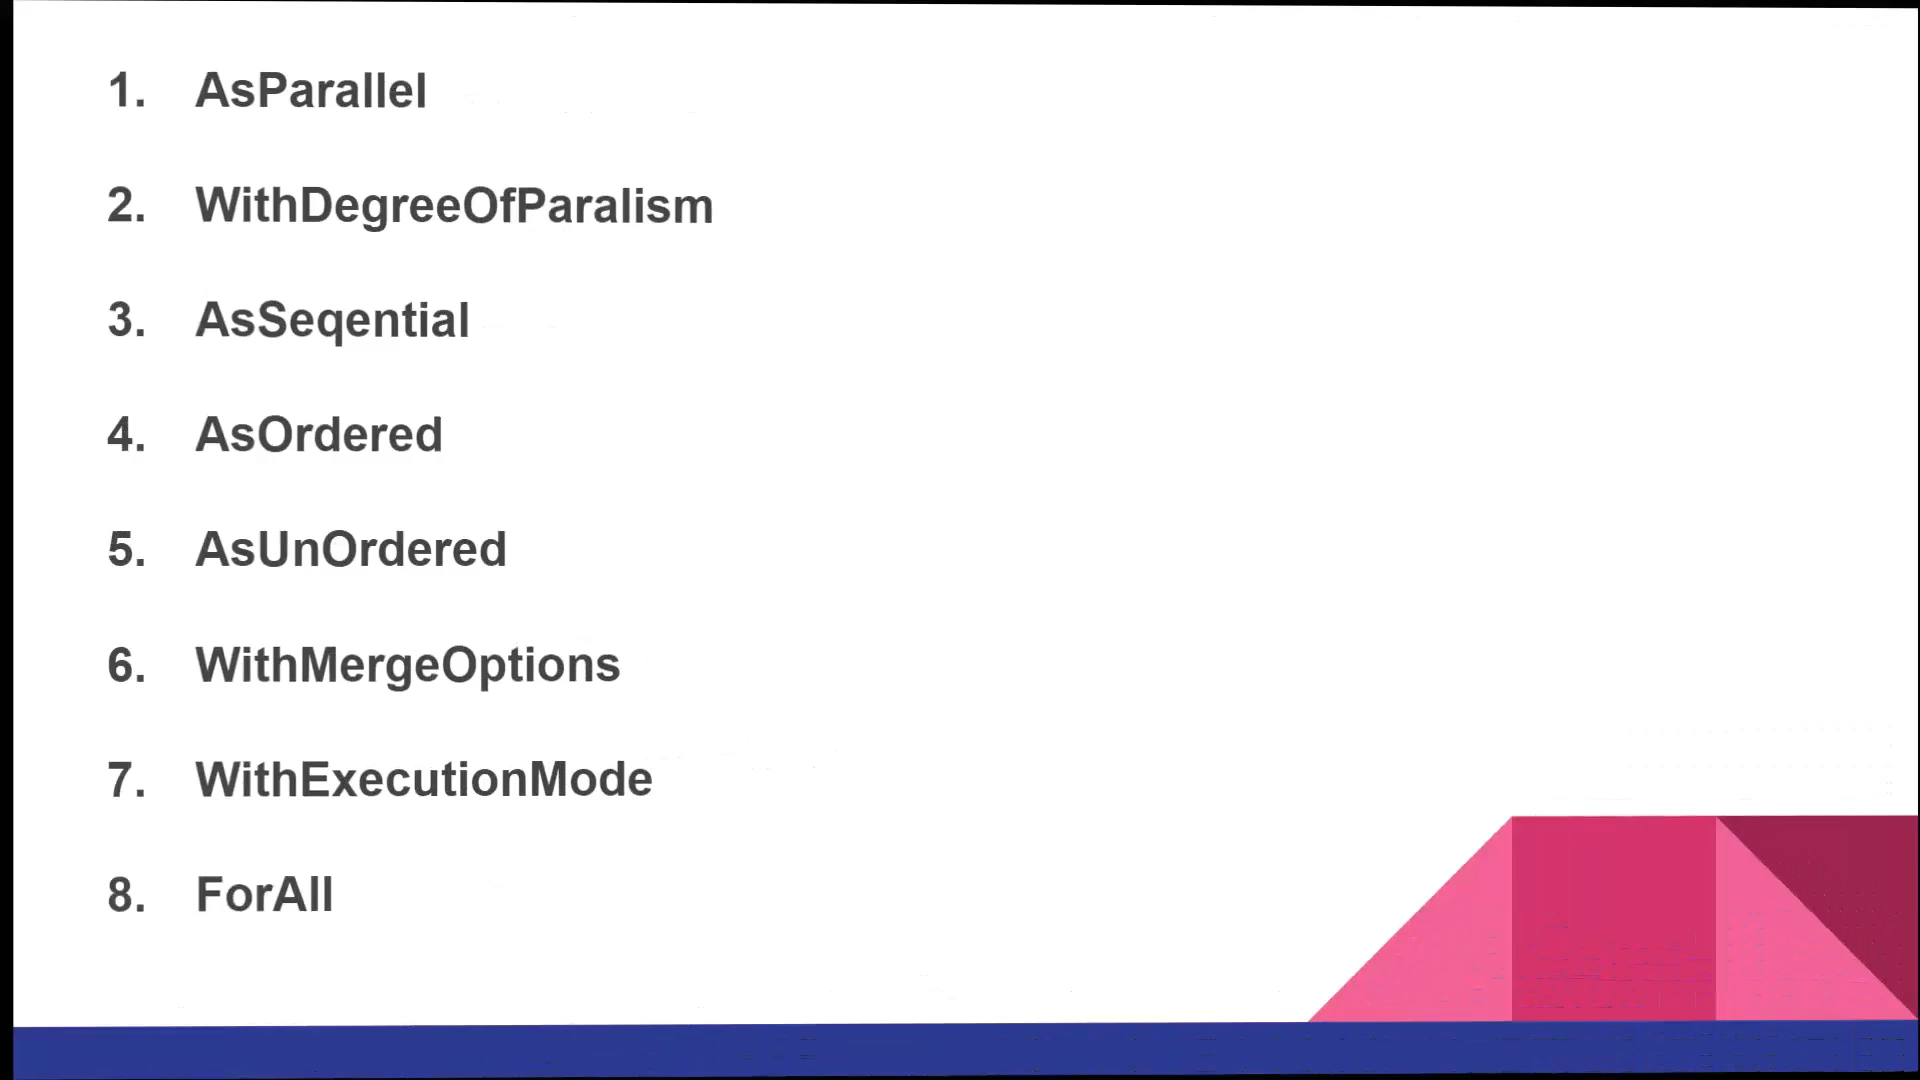 1. AsParallel
2. WithDegreeOfParalism
3. AsSeqential
4. AsOrdered
5. AsUnOrdered
6. WithMergeOptions
7. WithExecutionMode
8. ForAll